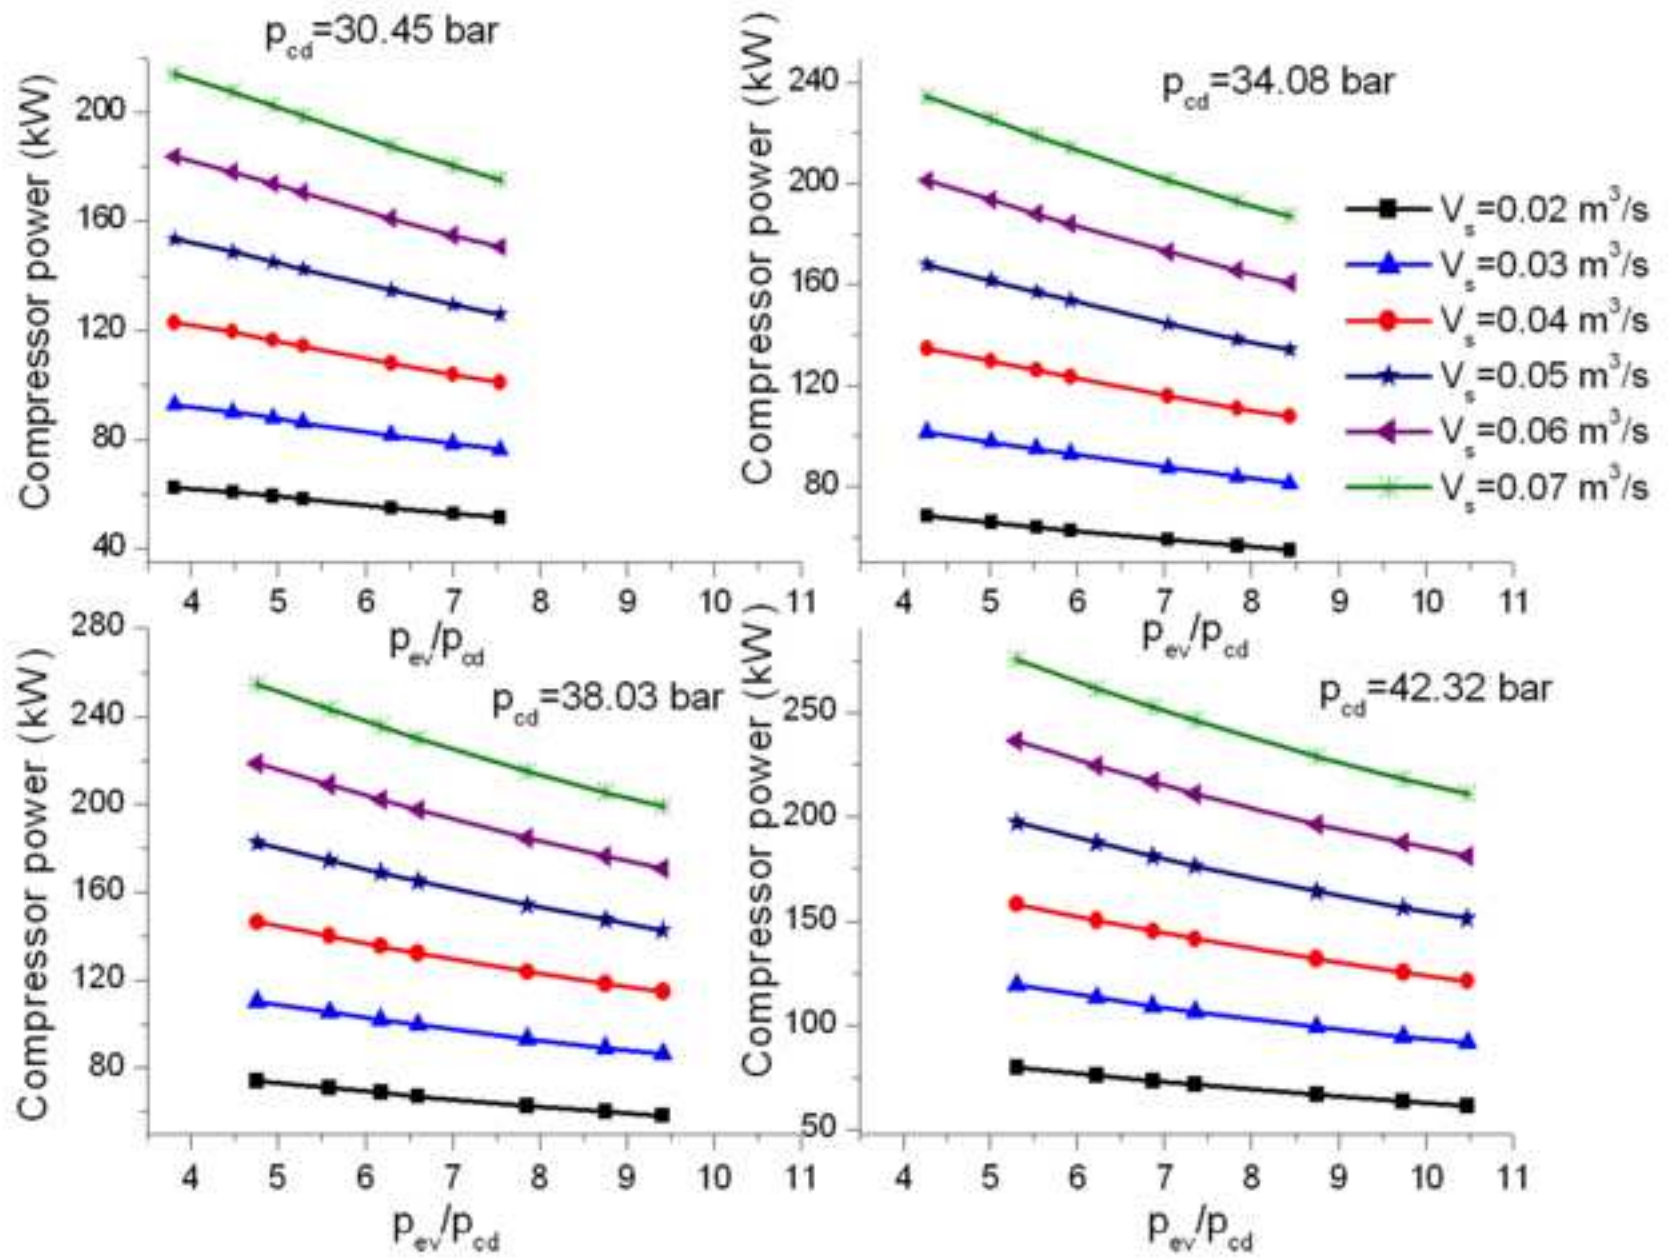 p_cd=30.45 bar
Compressor power (kW)
200
160
120
80
40
4 5 6 7 8 9 10 11
p_ev/p_cd
p_cd=34.08 bar
Compressor power (kW)
240
200
160
120
80
4 5 6 7 8 9 10 11
p_ev/p_cd
V_s=0.02 m³/s
V_s=0.03 m³/s
V_s=0.04 m³/s
V_s=0.05 m³/s
V_s=0.06 m³/s
V_s=0.07 m³/s
p_cd=38.03 bar
Compressor power (kW)
280
240
200
160
120
80
4 5 6 7 8 9 10 11
p_ev/p_cd
p_cd=42.32 bar
Compressor power (kW)
250
200
150
100
50
4 5 6 7 8 9 10 11
p_ev/p_cd